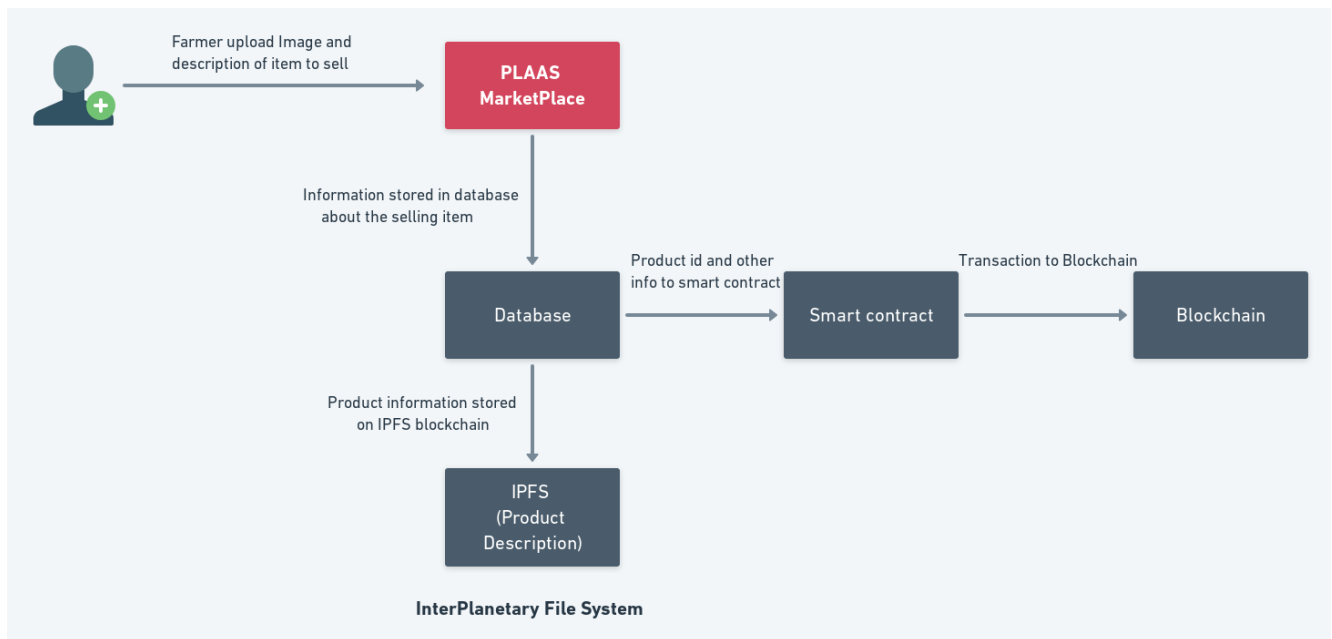 Farmer upload Image and
description of item to sell
PLAAS
MarketPlace
Information stored in database
about the selling item
Product id and other
info to smart contract
Transaction to Blockchain
Database
Smart contract
Blockchain
Product information stored
on IPFS blockchain
IPFS
(Product
Description)
InterPlanetary File System